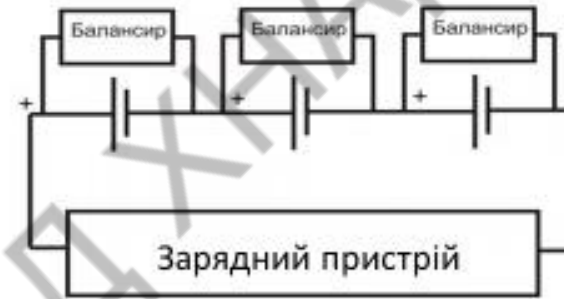 Балансир Балансир Балансир
+ + +
Зарядний пристрій